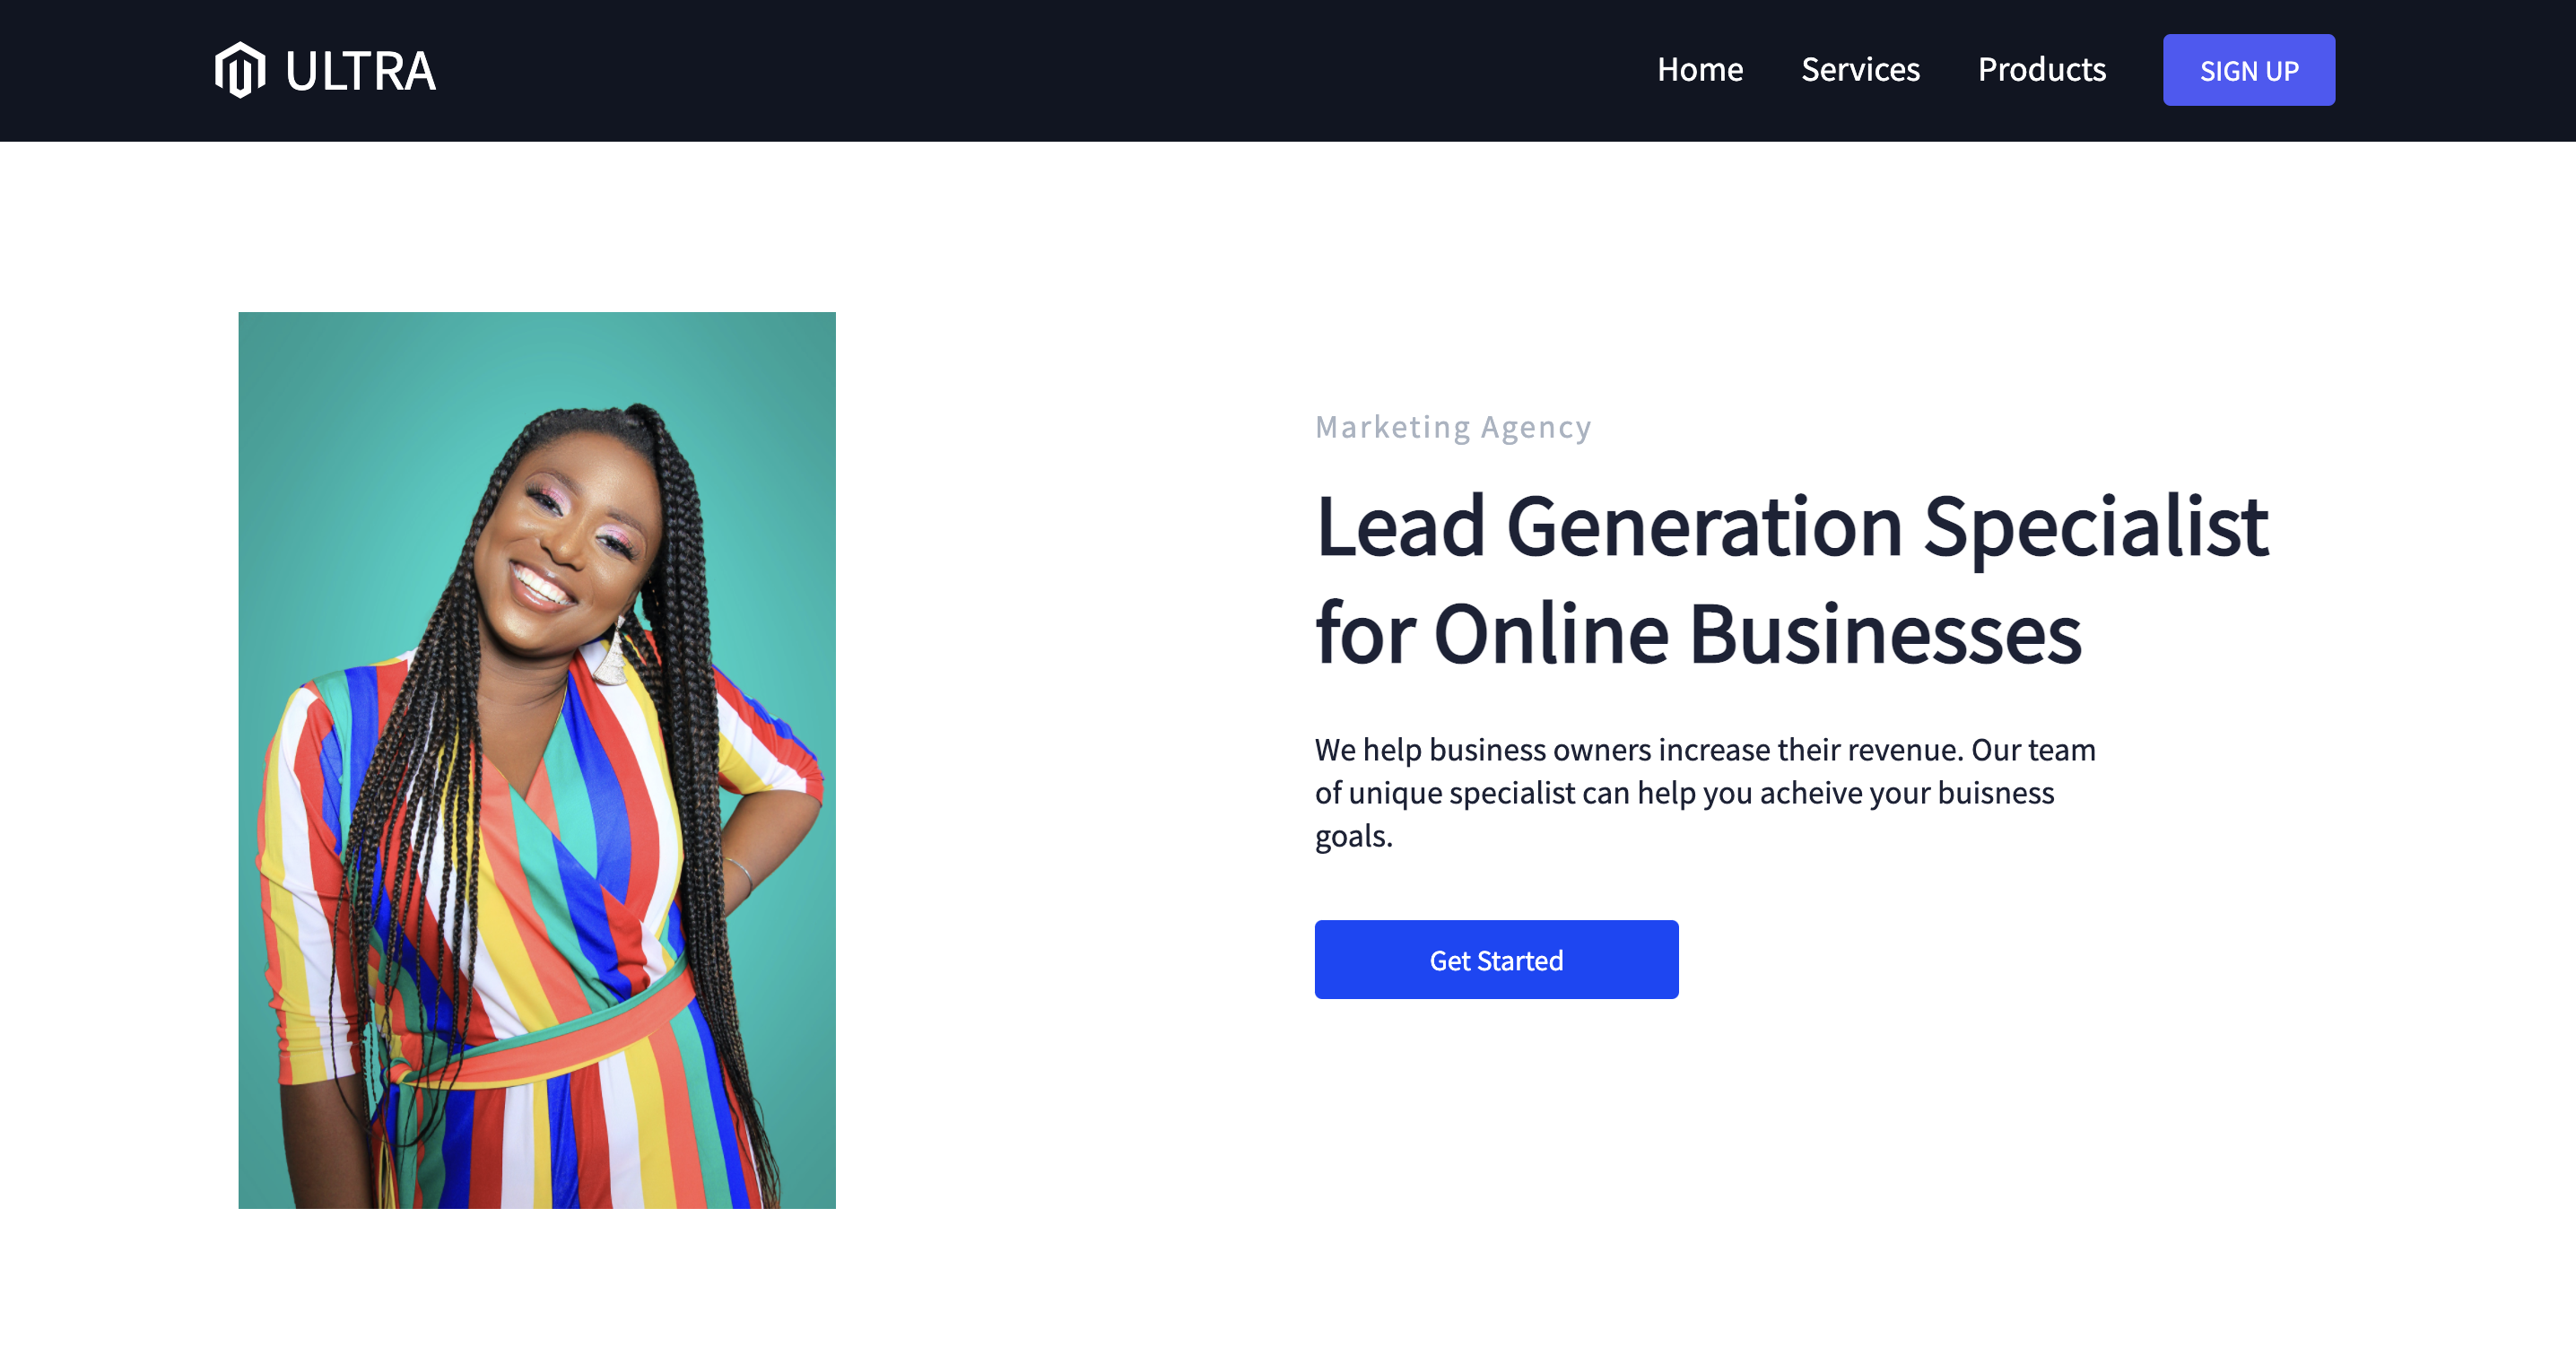 ULTRA
Home
Services
Products
SIGN UP
Marketing Agency
Lead Generation Specialist
for Online Businesses
We help business owners increase their revenue. Our team
of unique specialist can help you acheive your buisness
goals.
Get Started